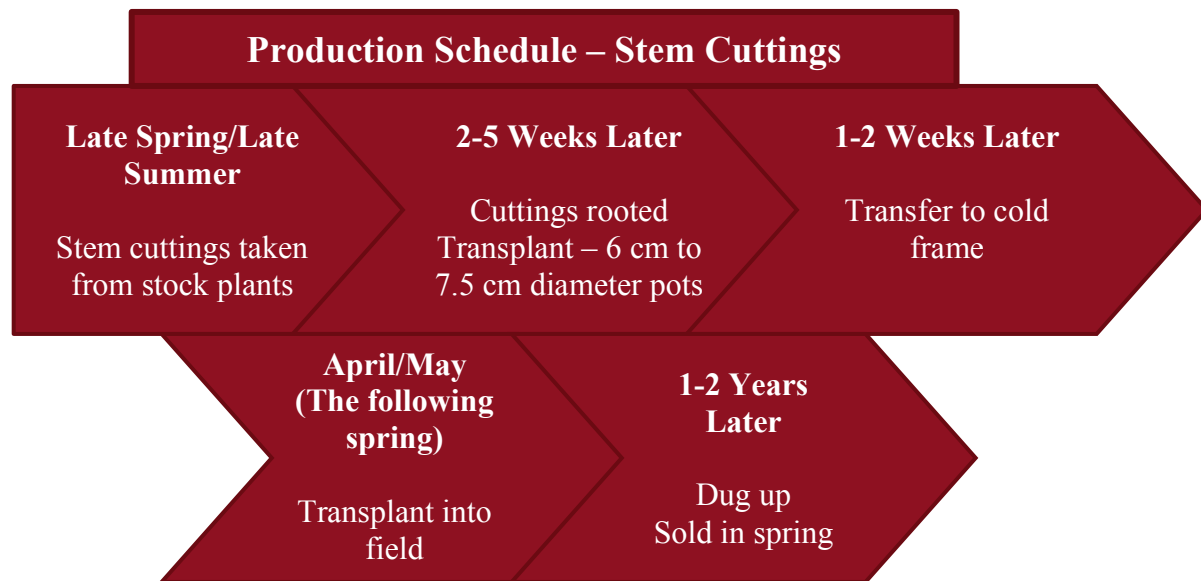 Production Schedule – Stem Cuttings
Late Spring/Late
Summer
Stem cuttings taken
from stock plants
2-5 Weeks Later
Cuttings rooted
Transplant – 6 cm to
7.5 cm diameter pots
1-2 Weeks Later
Transfer to cold
frame
April/May
(The following
spring)
Transplant into
field
1-2 Years
Later
Dug up
Sold in spring